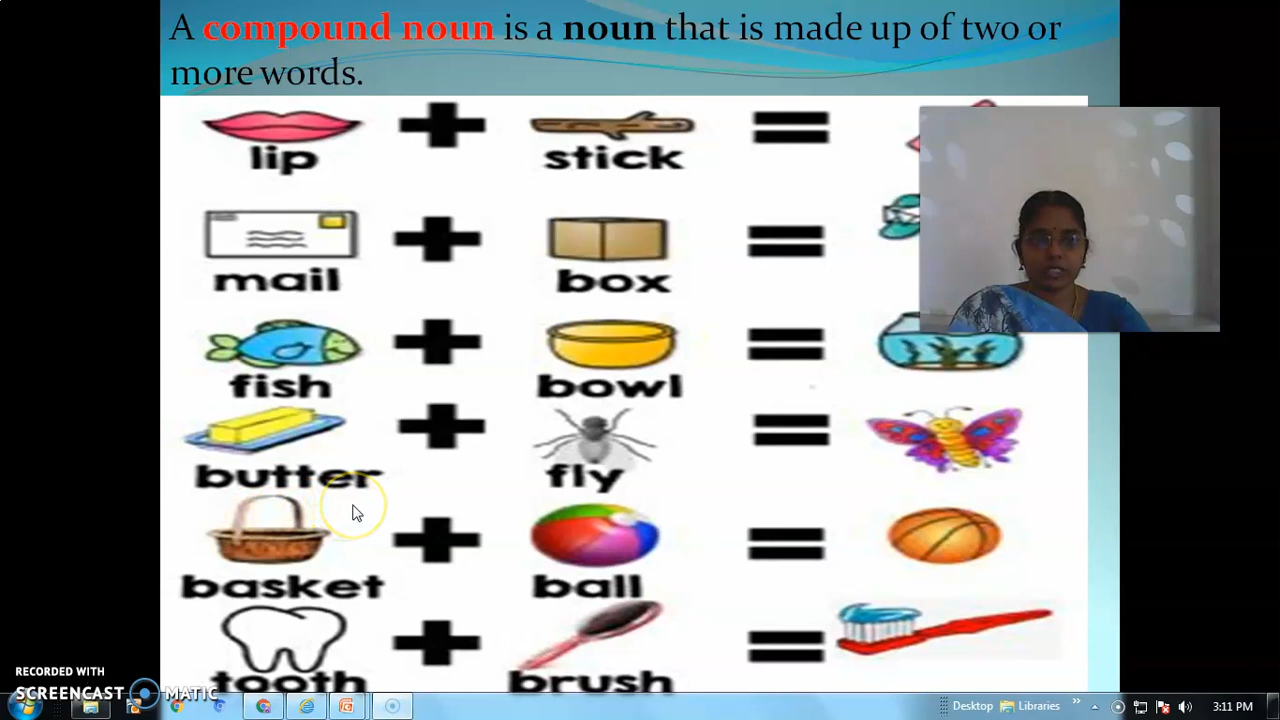 A compound noun is a noun that is made up of two or
more words.
lip stick
mail box
fish bowl
butter fly
basket ball
tooth brush
RECORDED WITH
SCREENCAST MATIC
Desktop Libraries 3:11 PM